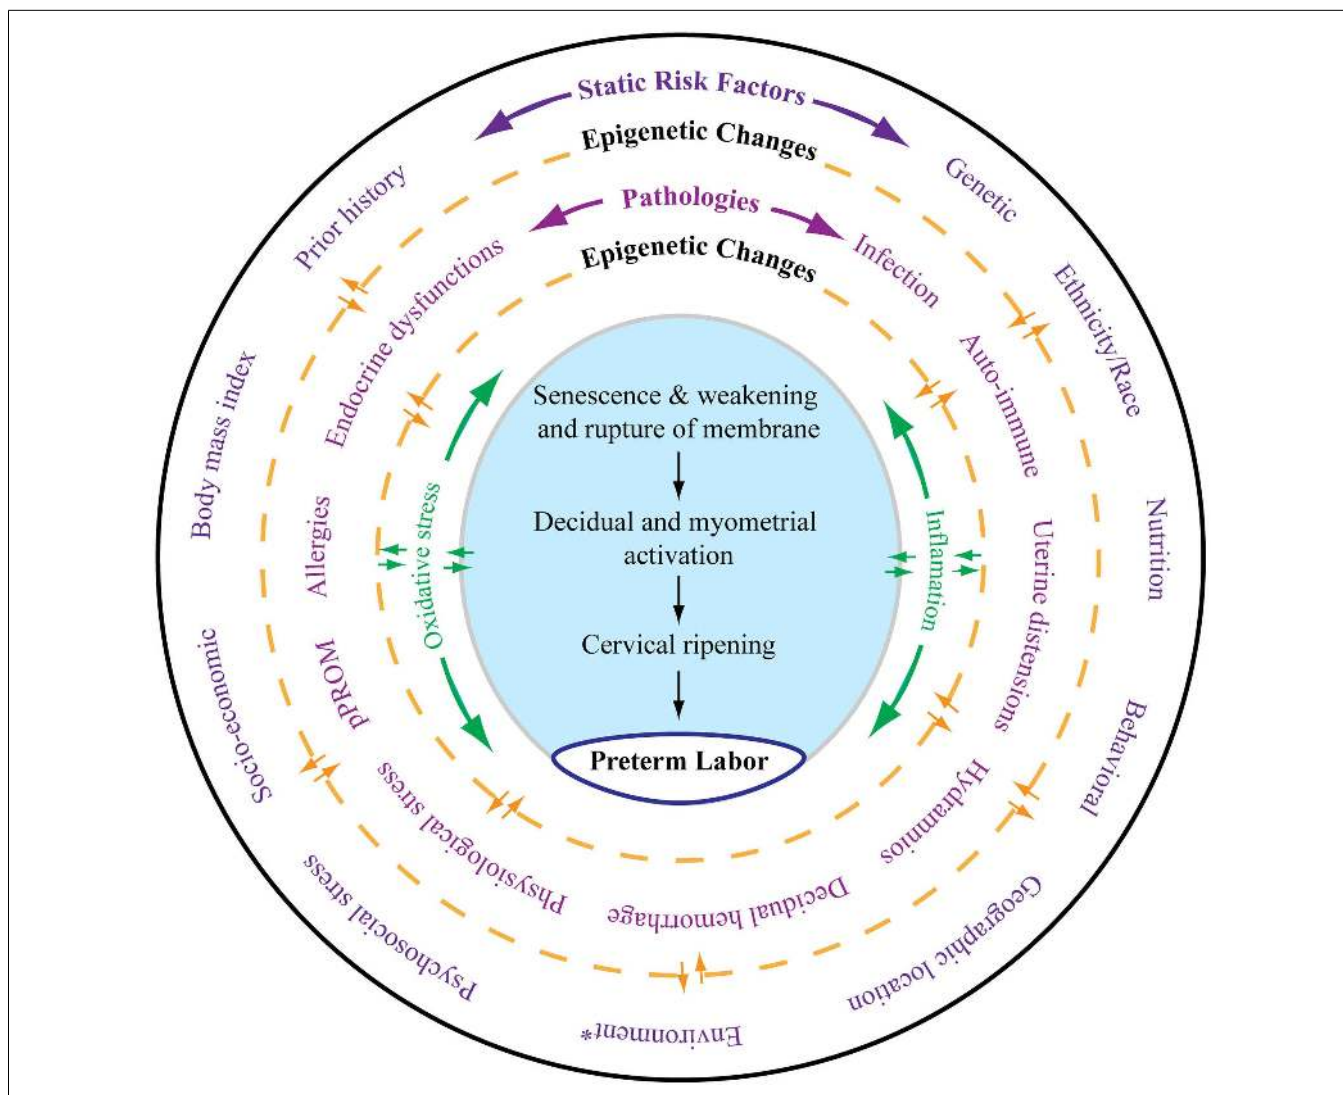 Static Risk Factors
Genetic
Ethnicity/Race
Nutrition
Behavioral
Geographic location
Environment*
Psychosocial stress
Socio-economic
Body mass index
Prior history
Epigenetic Changes
Pathologies
Infection
Auto-immune
Uterine distensions
Hydramnios
Decidual hemorrhage
Phsysiological stress
pPROM
Allergies
Endocrine dysfunctions
Epigenetic Changes
Inflamation
Oxidative stress
Senescence & weakening
and rupture of membrane
Decidual and myometrial
activation
Cervical ripening
Preterm Labor